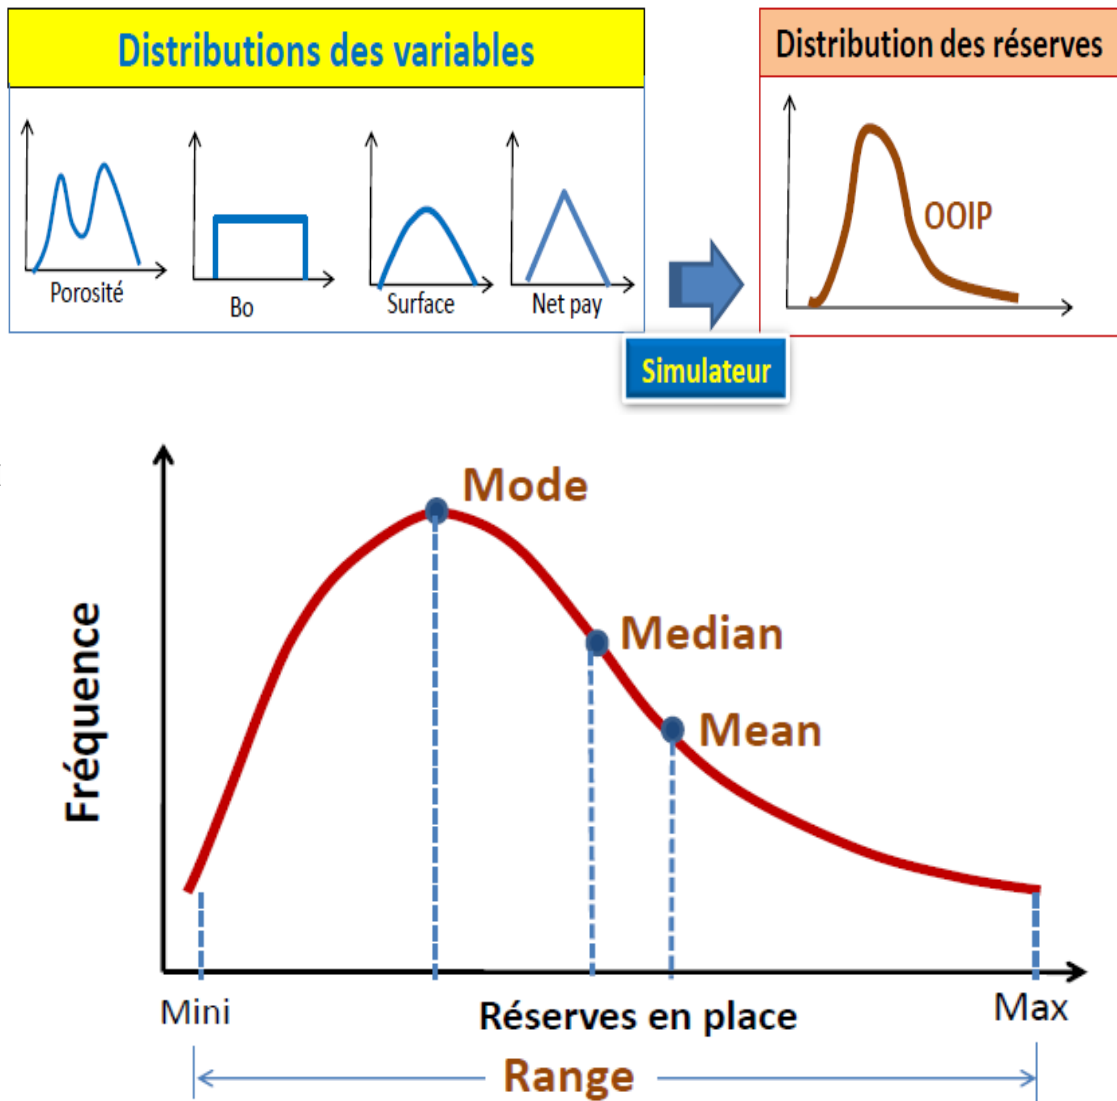 Distributions des variables
Distribution des réserves
OOIP
Porosité
Bo
Surface
Net pay
Simulateur
Mode
Median
Mean
Fréquence
Mini
Réserves en place
Max
Range